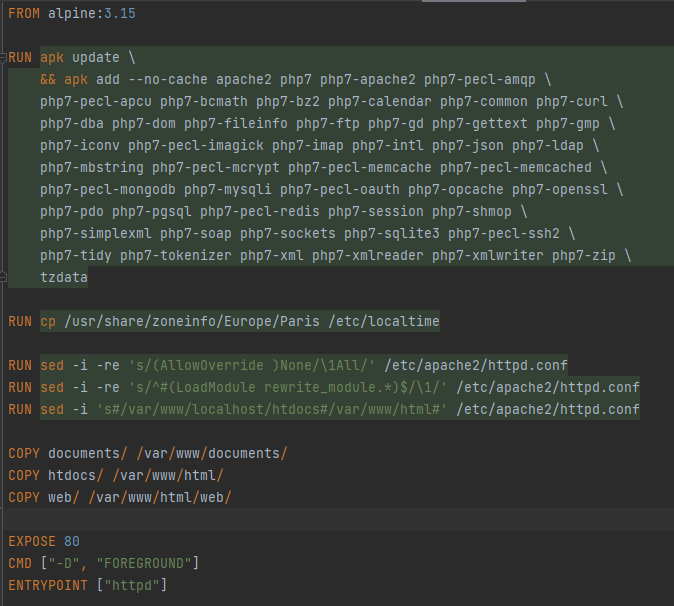 FROM alpine:3.15
RUN apk update \
&& apk add --no-cache apache2 php7 php7-apache2 php7-pecl-amqp \
php7-pecl-apcu php7-bcmath php7-bz2 php7-calendar php7-common php7-curl \
php7-dba php7-dom php7-fileinfo php7-ftp php7-gd php7-gettext php7-gmp \
php7-iconv php7-pecl-imagick php7-imap php7-intl php7-json php7-ldap \
php7-mbstring php7-pecl-mcrypt php7-pecl-memcache php7-pecl-memcached \
php7-pecl-mongodb php7-mysqli php7-pecl-oauth php7-opcache php7-openssl \
php7-pdo php7-pgsql php7-pecl-redis php7-session php7-shmop \
php7-simplexml php7-soap php7-sockets php7-sqlite3 php7-pecl-ssh2 \
php7-tidy php7-tokenizer php7-xml php7-xmlreader php7-xmlwriter php7-zip \
tzdata
RUN cp /usr/share/zoneinfo/Europe/Paris /etc/localtime
RUN sed -i -re 's/(AllowOverride )None/\1All/' /etc/apache2/httpd.conf
RUN sed -i -re 's/^#(LoadModule rewrite_module.*)$/\1/' /etc/apache2/httpd.conf
RUN sed -i 's#/var/www/localhost/htdocs#/var/www/html#' /etc/apache2/httpd.conf
COPY documents/ /var/www/documents/
COPY htdocs/ /var/www/html/
COPY web/ /var/www/html/web/
EXPOSE 80
CMD ["-D", "FOREGROUND"]
ENTRYPOINT ["httpd"]